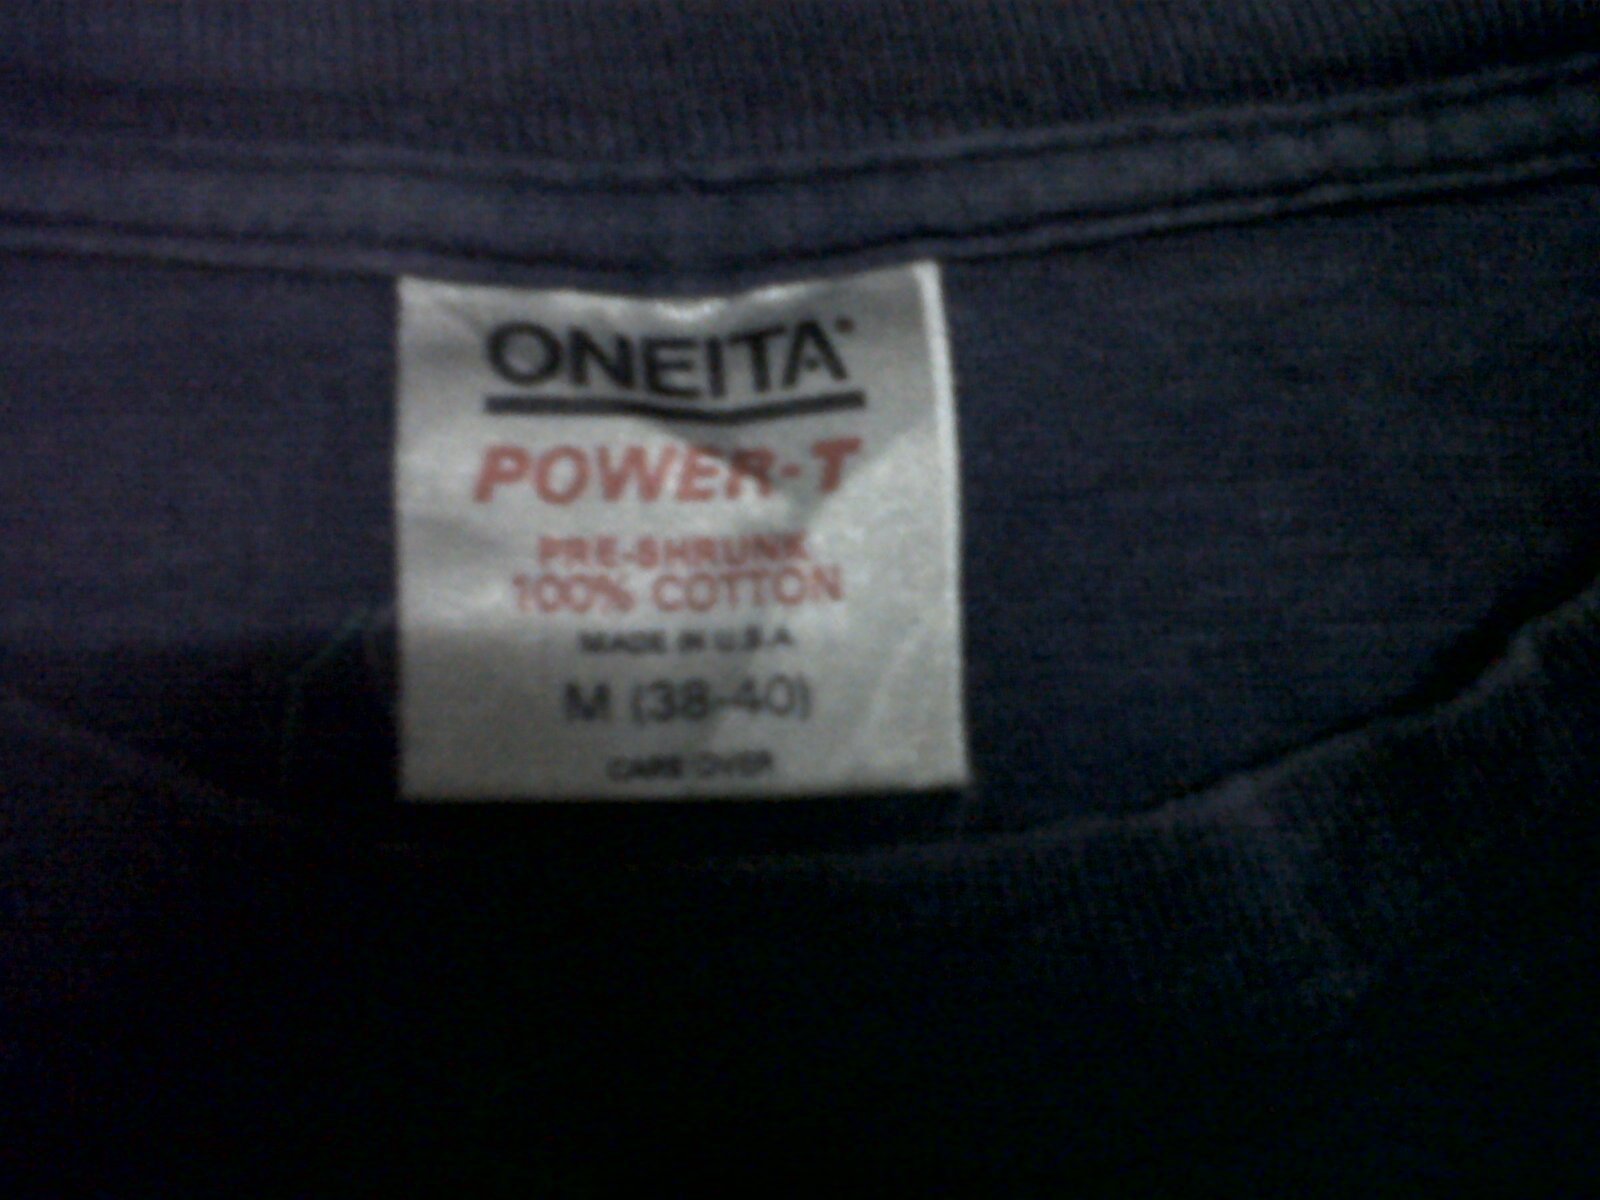 ONEITA
POWER-T
PRE-SHRUNK
100% COTTON
MADE IN U.S.A
M (38-40)
CARE OVER